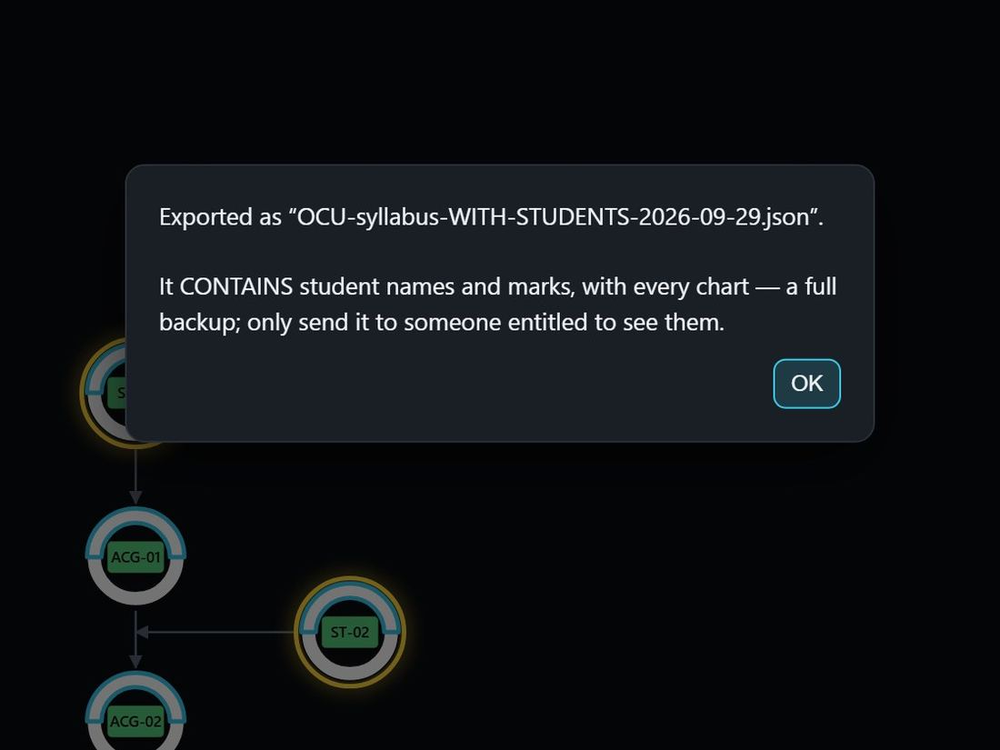 Exported as “OCU-syllabus-WITH-STUDENTS-2026-09-29.json”.
It CONTAINS student names and marks, with every chart — a full
backup; only send it to someone entitled to see them.
OK
ACG-01
ST-02
ACG-02